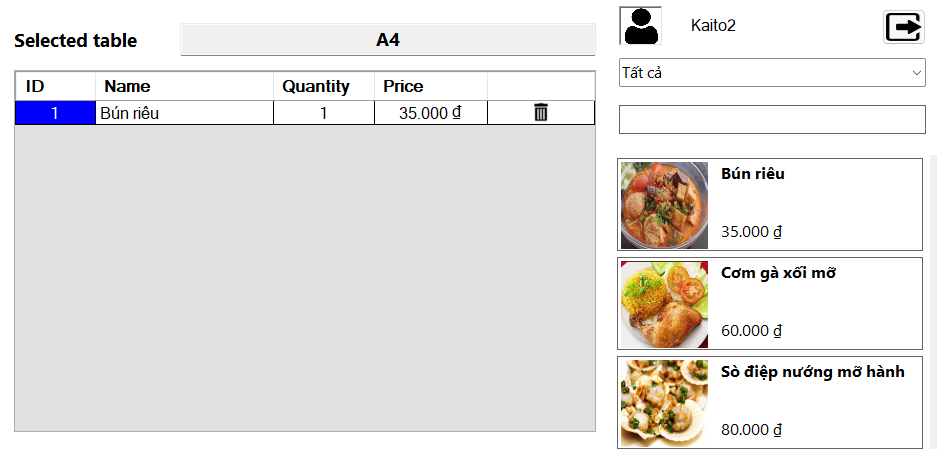 Selected table
A4
ID Name Quantity Price
1 Bún riêu 1 35.000 ₫
Kaito2
Tất cả
Bún riêu
35.000 ₫
Cơm gà xối mỡ
60.000 ₫
Sò điệp nướng mỡ hành
80.000 ₫